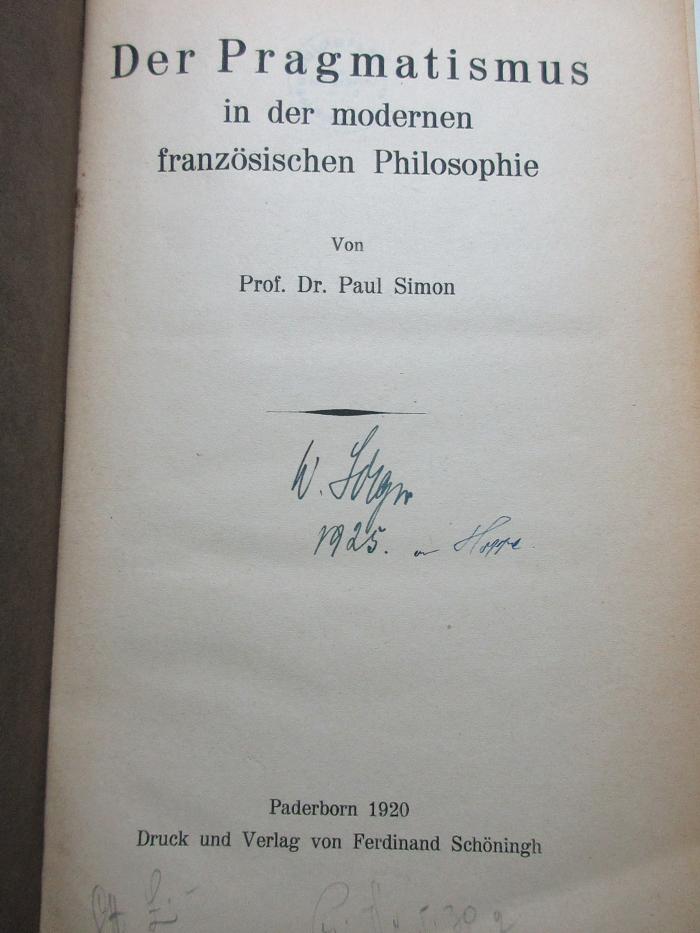 Der Pragmatismus
in der modernen
französischen Philosophie
Von
Prof. Dr. Paul Simon
W.
1925. Hoppe.
Paderborn 1920
Druck und Verlag von Ferdinand Schöningh